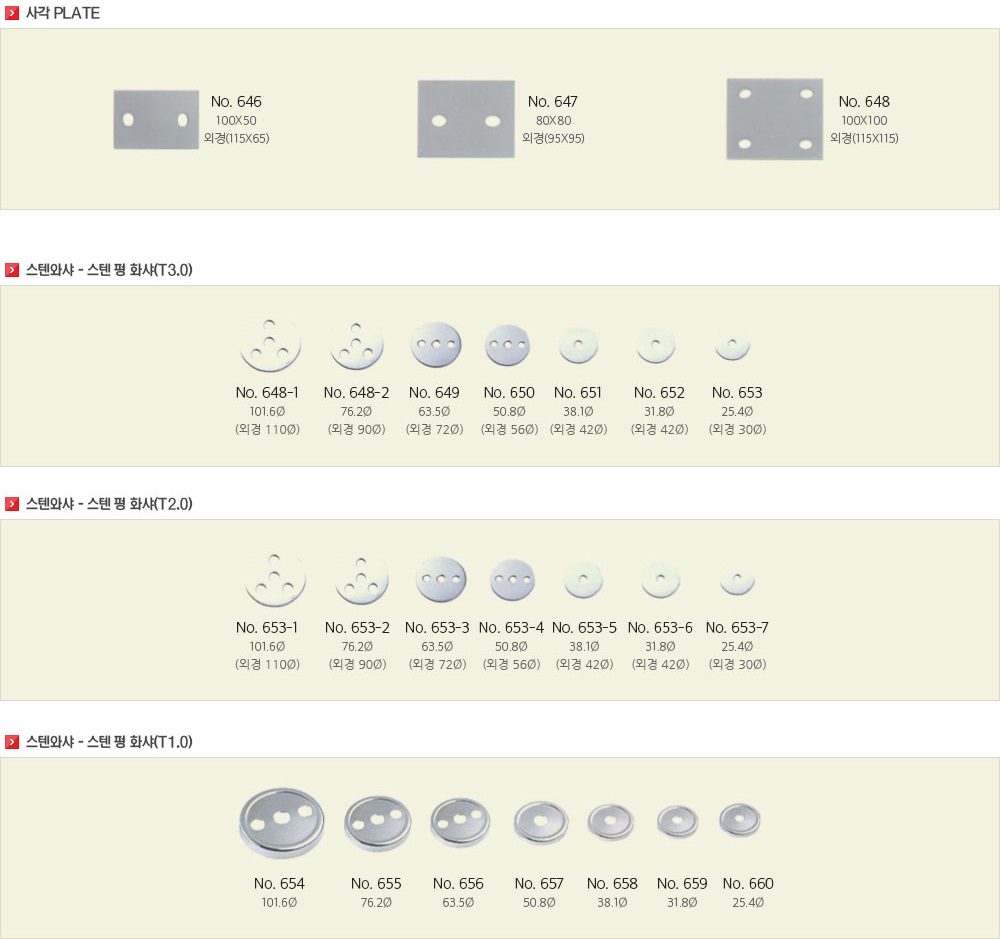 사각 PLATE
No. 646
100X50
외경(115X65)
No. 647
80X80
외경(95X95)
No. 648
100X100
외경(115X115)
스텐와샤 - 스텐 평 화샤(T3.0)
No. 648-1
101.6Ø
(외경 110Ø)
No. 648-2
76.2Ø
(외경 90Ø)
No. 649
63.5Ø
(외경 72Ø)
No. 650
50.8Ø
(외경 56Ø)
No. 651
38.1Ø
(외경 42Ø)
No. 652
31.8Ø
(외경 42Ø)
No. 653
25.4Ø
(외경 30Ø)
스텐와샤 - 스텐 평 화샤(T2.0)
No. 653-1
101.6Ø
(외경 110Ø)
No. 653-2
76.2Ø
(외경 90Ø)
No. 653-3
63.5Ø
(외경 72Ø)
No. 653-4
50.8Ø
(외경 56Ø)
No. 653-5
38.1Ø
(외경 42Ø)
No. 653-6
31.8Ø
(외경 42Ø)
No. 653-7
25.4Ø
(외경 30Ø)
스텐와샤 - 스텐 평 화샤(T1.0)
No. 654
101.6Ø
No. 655
76.2Ø
No. 656
63.5Ø
No. 657
50.8Ø
No. 658
38.1Ø
No. 659
31.8Ø
No. 660
25.4Ø